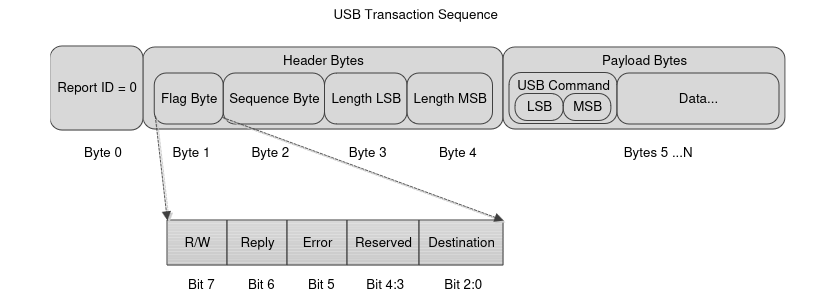 USB Transaction Sequence
Header Bytes
Payload Bytes
Report ID = 0
Flag Byte
Sequence Byte
Length LSB
Length MSB
USB Command
LSB
MSB
Data...
Byte 0
Byte 1
Byte 2
Byte 3
Byte 4
Bytes 5 ...N
R/W
Reply
Error
Reserved
Destination
Bit 7
Bit 6
Bit 5
Bit 4:3
Bit 2:0